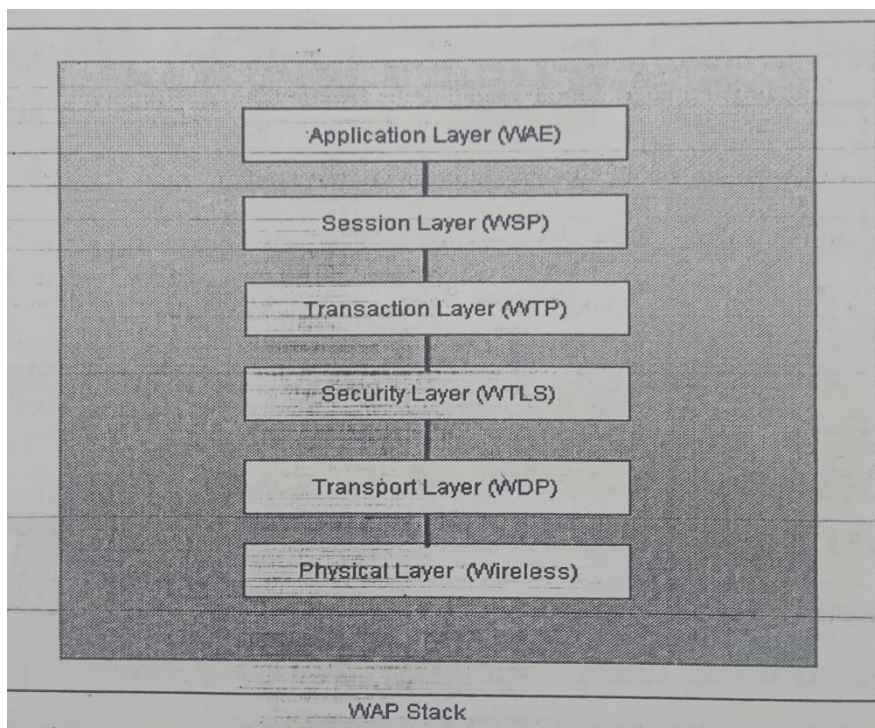 Application Layer (WAE)
Session Layer (WSP)
Transaction Layer (WTP)
Security Layer (WTLS)
Transport Layer (WDP)
Physical Layer (Wireless)
WAP Stack